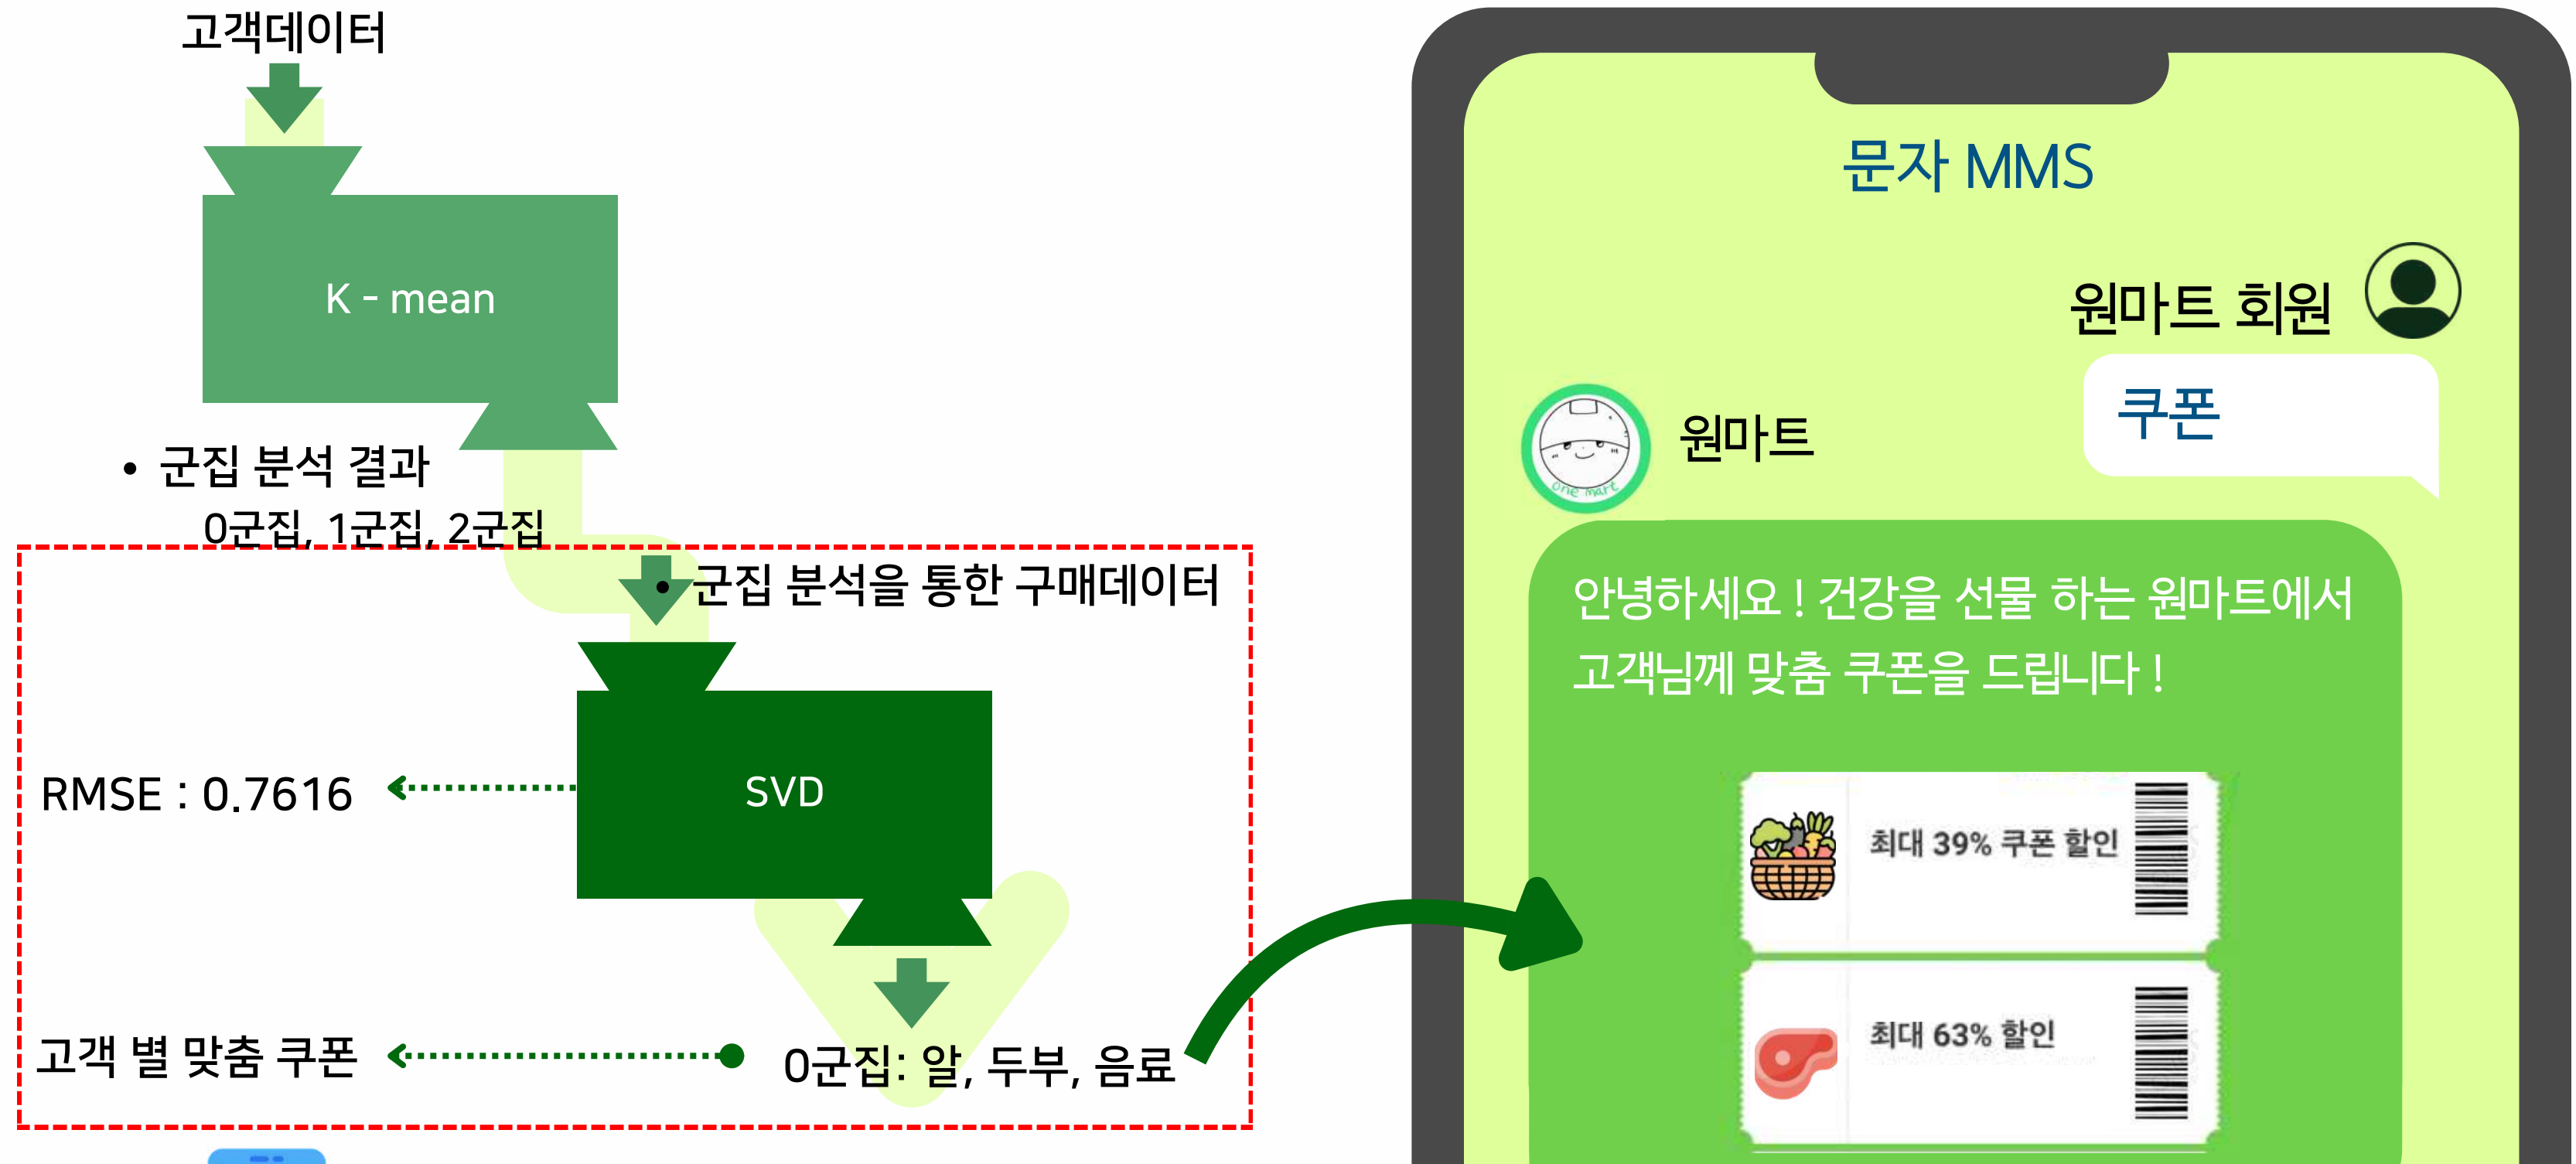 고객데이터
K - mean
• 군집 분석 결과
0군집, 1군집, 2군집
• 군집 분석을 통한 구매데이터
SVD
RMSE : 0.7616
고객 별 맞춤 쿠폰
0군집: 알, 두부, 음료
문자 MMS
원마트 회원
쿠폰
one mart
원마트
안녕하세요 ! 건강을 선물 하는 원마트에서
고객님께 맞춤 쿠폰을 드립니다 !
최대 39% 쿠폰 할인
최대 63% 할인